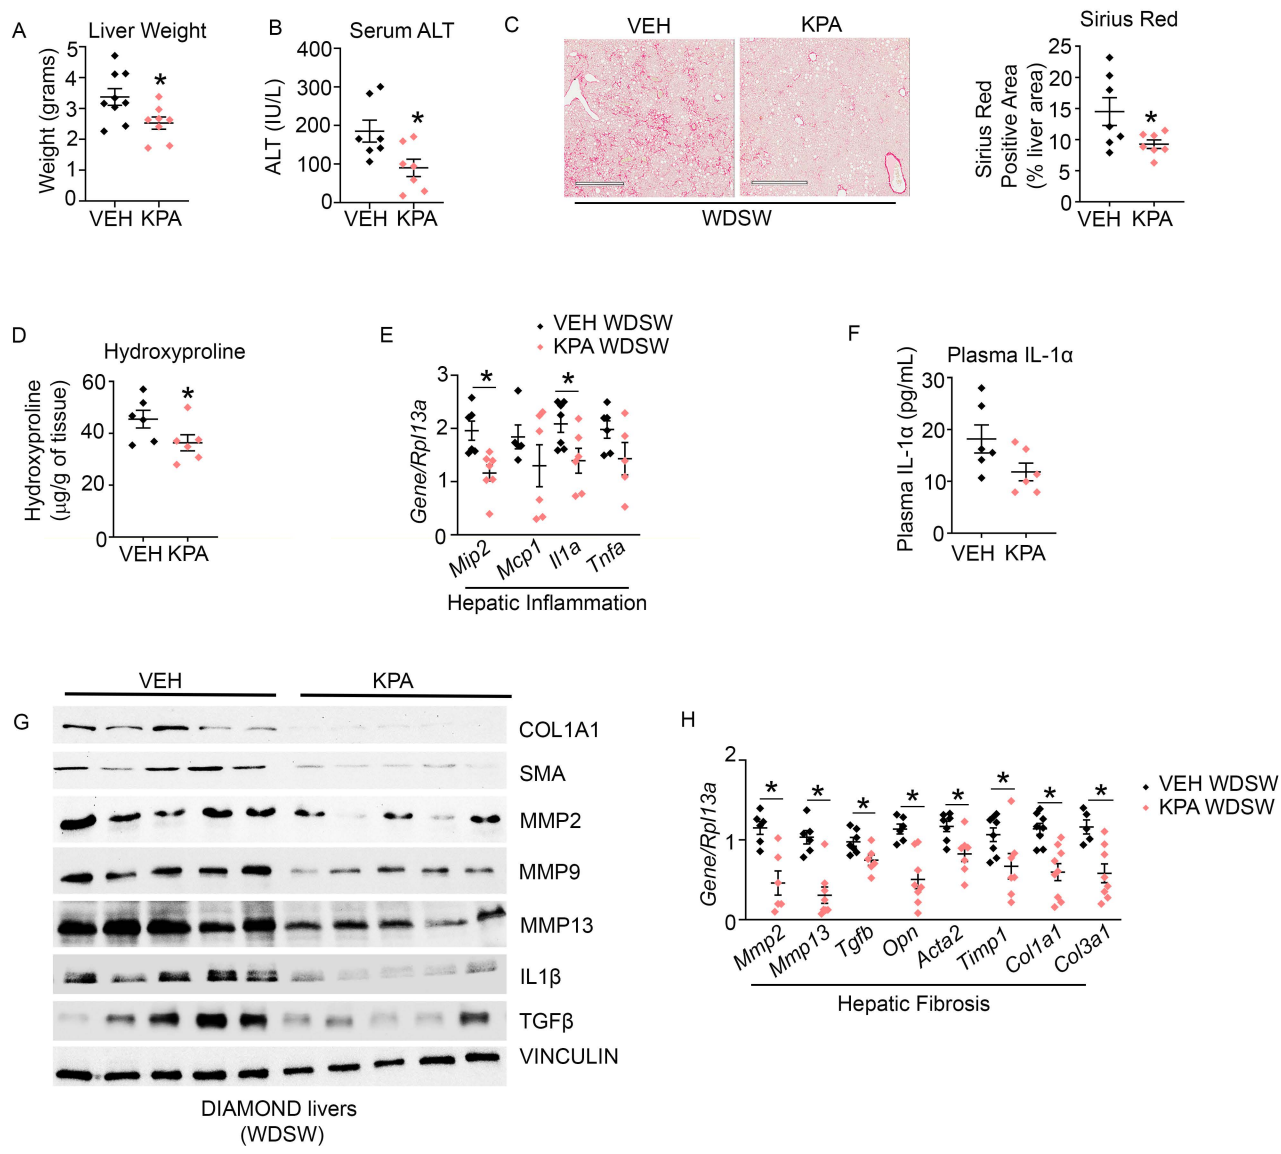 A
Liver Weight
Weight (grams)
5
4
3
2
1
0
*
VEH KPA
B
Serum ALT
ALT (IU/L)
400
300
200
100
0
*
VEH KPA
C
VEH
KPA
WDSW
Sirius Red
Sirius Red
Positive Area
(% liver area)
25
20
15
10
5
0
*
VEH KPA
D
Hydroxyproline
Hydroxyproline
(μg/g of tissue)
60
40
20
0
*
VEH KPA
E
VEH WDSW
KPA WDSW
Gene/Rpl13a
3
2
1
0
* *
Mip2 Mcp1 Il1a Tnfa
Hepatic Inflammation
F
Plasma IL-1α
Plasma IL-1α (pg/mL)
30
20
10
0
VEH KPA
G
VEH
KPA
COL1A1
SMA
MMP2
MMP9
MMP13
IL1β
TGFβ
VINCULIN
DIAMOND livers
(WDSW)
H
VEH WDSW
KPA WDSW
Gene/Rpl13a
2
1
0
* * * * * * * *
Mmp2 Mmp13 Tgfb Opn Acta2 Timp1 Col1a1 Col3a1
Hepatic Fibrosis